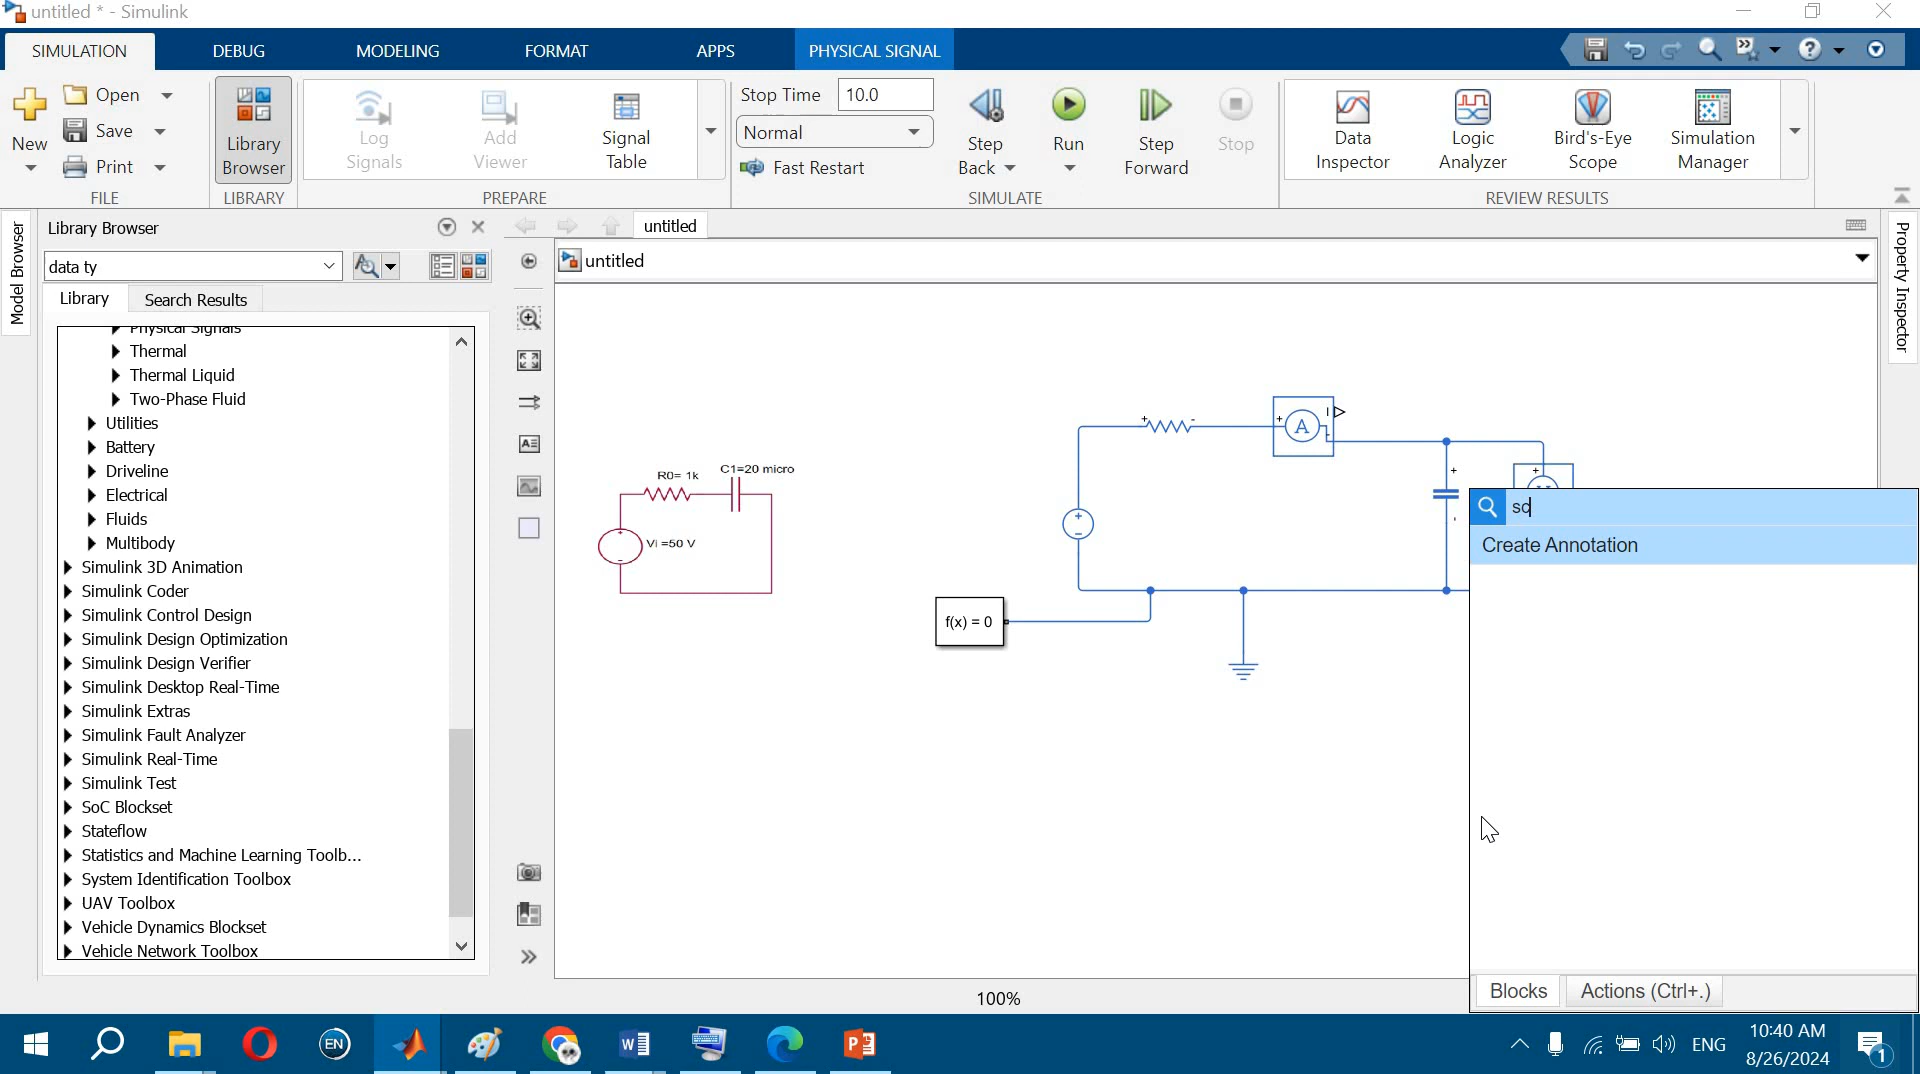 untitled * - Simulink
SIMULATION
DEBUG
MODELING
FORMAT
APPS
PHYSICAL SIGNAL
New
Open
Save
Print
FILE
Library
Browser
LIBRARY
Log
Signals
Add
Viewer
Signal
Table
PREPARE
Stop Time 10.0
Normal
Fast Restart
Step
Back
Run
Step
Forward
Stop
SIMULATE
Data
Inspector
Logic
Analyzer
Bird's-Eye
Scope
Simulation
Manager
REVIEW RESULTS
Model Browser
Library Browser
data ty
Library
Search Results
Physical Signals
Thermal
Thermal Liquid
Two-Phase Fluid
Utilities
Battery
Driveline
Electrical
Fluids
Multibody
Simulink 3D Animation
Simulink Coder
Simulink Control Design
Simulink Design Optimization
Simulink Design Verifier
Simulink Desktop Real-Time
Simulink Extras
Simulink Fault Analyzer
Simulink Real-Time
Simulink Test
SoC Blockset
Stateflow
Statistics and Machine Learning Toolb...
System Identification Toolbox
UAV Toolbox
Vehicle Dynamics Blockset
Vehicle Network Toolbox
untitled
untitled
Property Inspector
R0= 1k
C1=20 micro
Vi =50 V
A
I
f(x) = 0
sc
Create Annotation
Blocks
Actions (Ctrl+.)
100%
EN
ENG
10:40 AM
8/26/2024
1